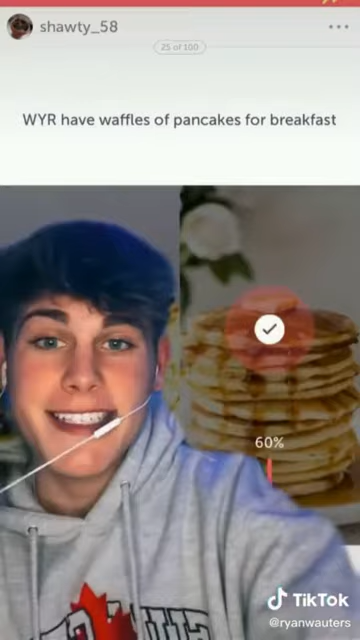 shawty_58
25 of 100
WYR have waffles of pancakes for breakfast
60%
TikTok
@ryanwauters